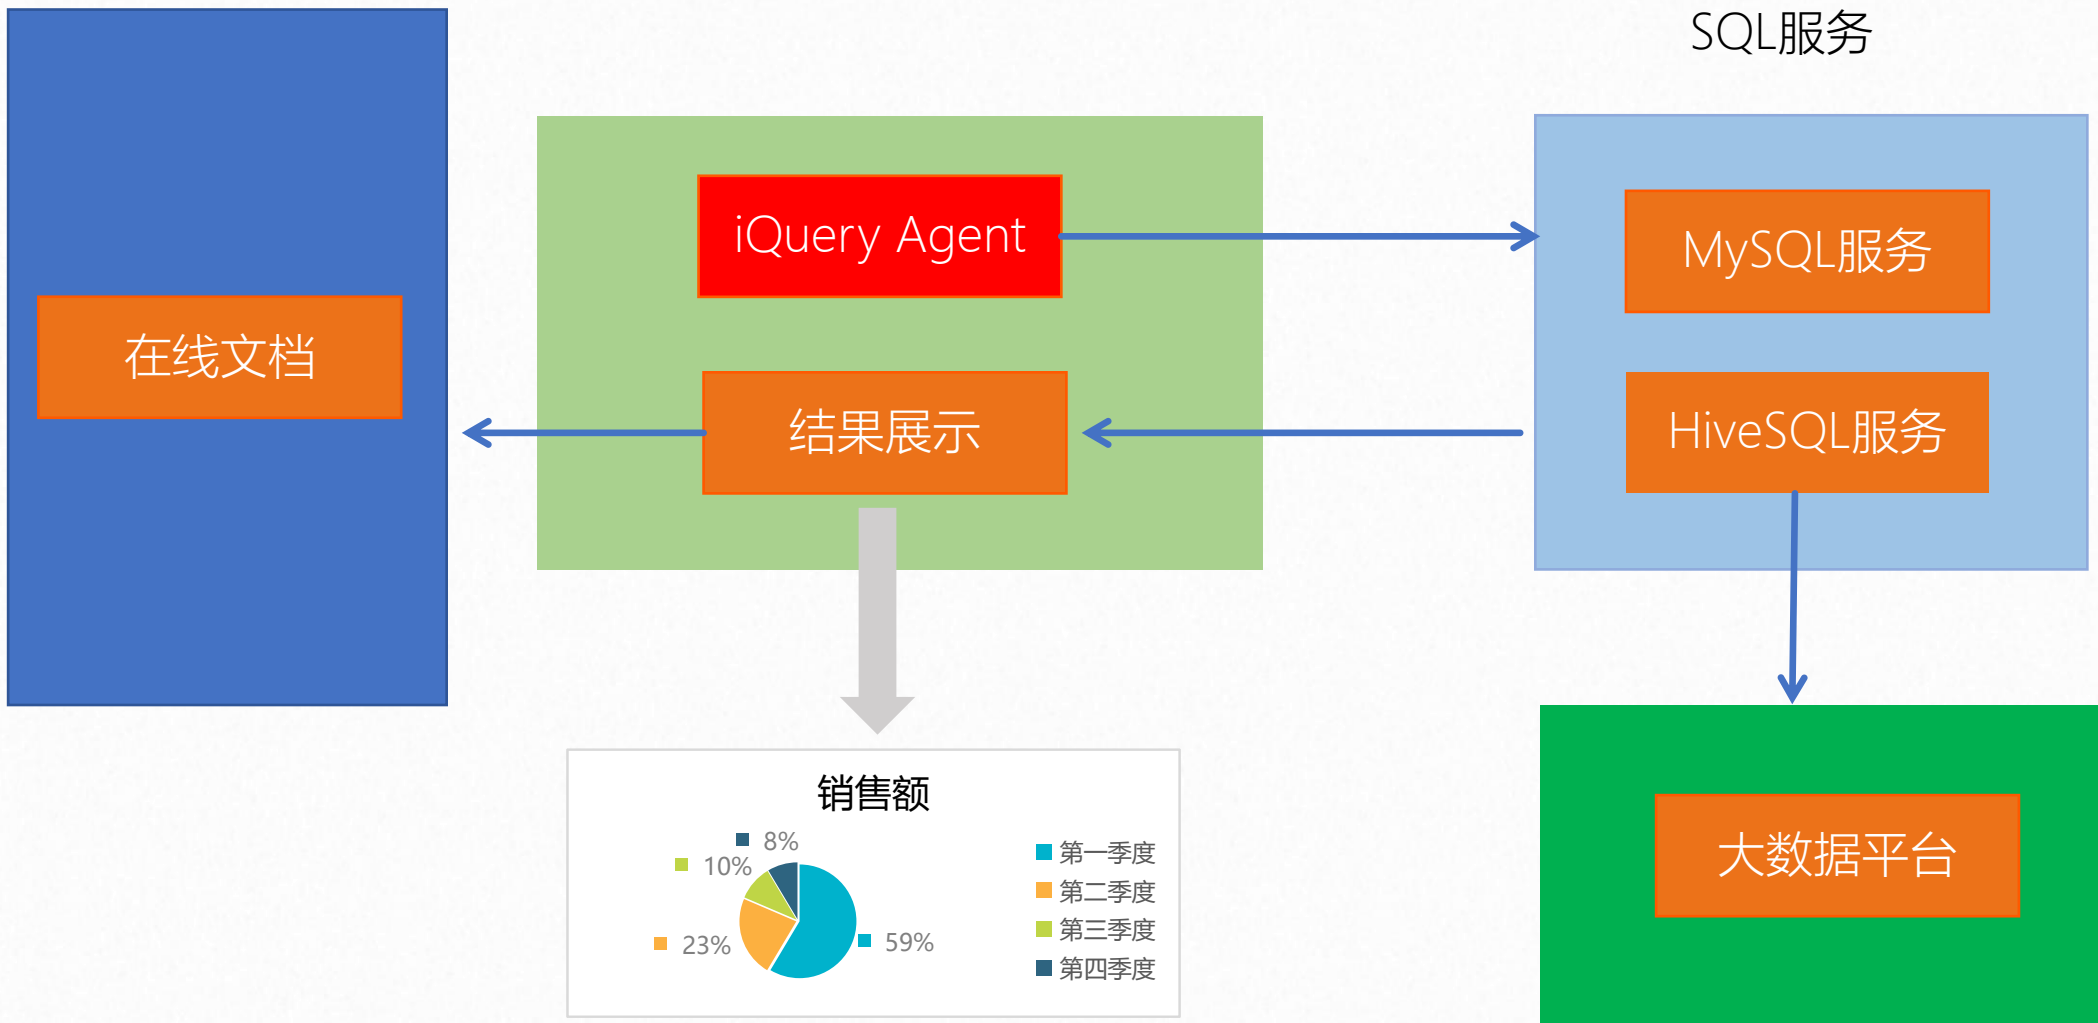 SQL服务
iQuery Agent
MySQL服务
在线文档
结果展示
HiveSQL服务
销售额
8%
10%
23%
59%
第一季度
第二季度
第三季度
第四季度
大数据平台